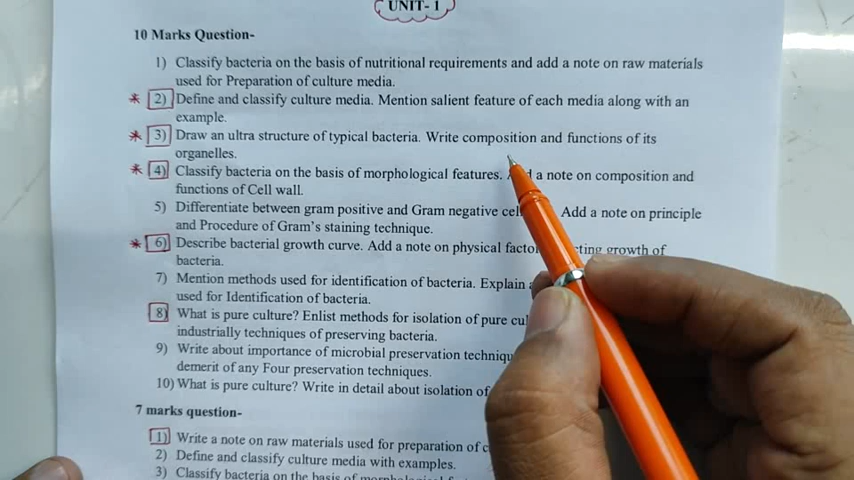 UNIT- 1
10 Marks Question-
1) Classify bacteria on the basis of nutritional requirements and add a note on raw materials
used for Preparation of culture media.
* 2) Define and classify culture media. Mention salient feature of each media along with an
example.
* 3) Draw an ultra structure of typical bacteria. Write composition and functions of its
organelles.
* 4) Classify bacteria on the basis of morphological features. a note on composition and
functions of Cell wall.
5) Differentiate between gram positive and Gram negative Add a note on principle
and Procedure of Gram's staining technique.
* 6) Describe bacterial growth curve. Add a note on physical growth of
bacteria.
7) Mention methods used for identification of bacteria. Explain
used for Identification of bacteria.
8) What is pure culture? Enlist methods for isolation of pure
industrially techniques of preserving bacteria.
9) Write about importance of microbial preservation
demerit of any Four preservation techniques.
10) What is pure culture? Write in detail about isolation of
7 marks question-
1) Write a note on raw materials used for preparation of
2) Define and classify culture media with examples.
3) Classify bacteria on the basis of